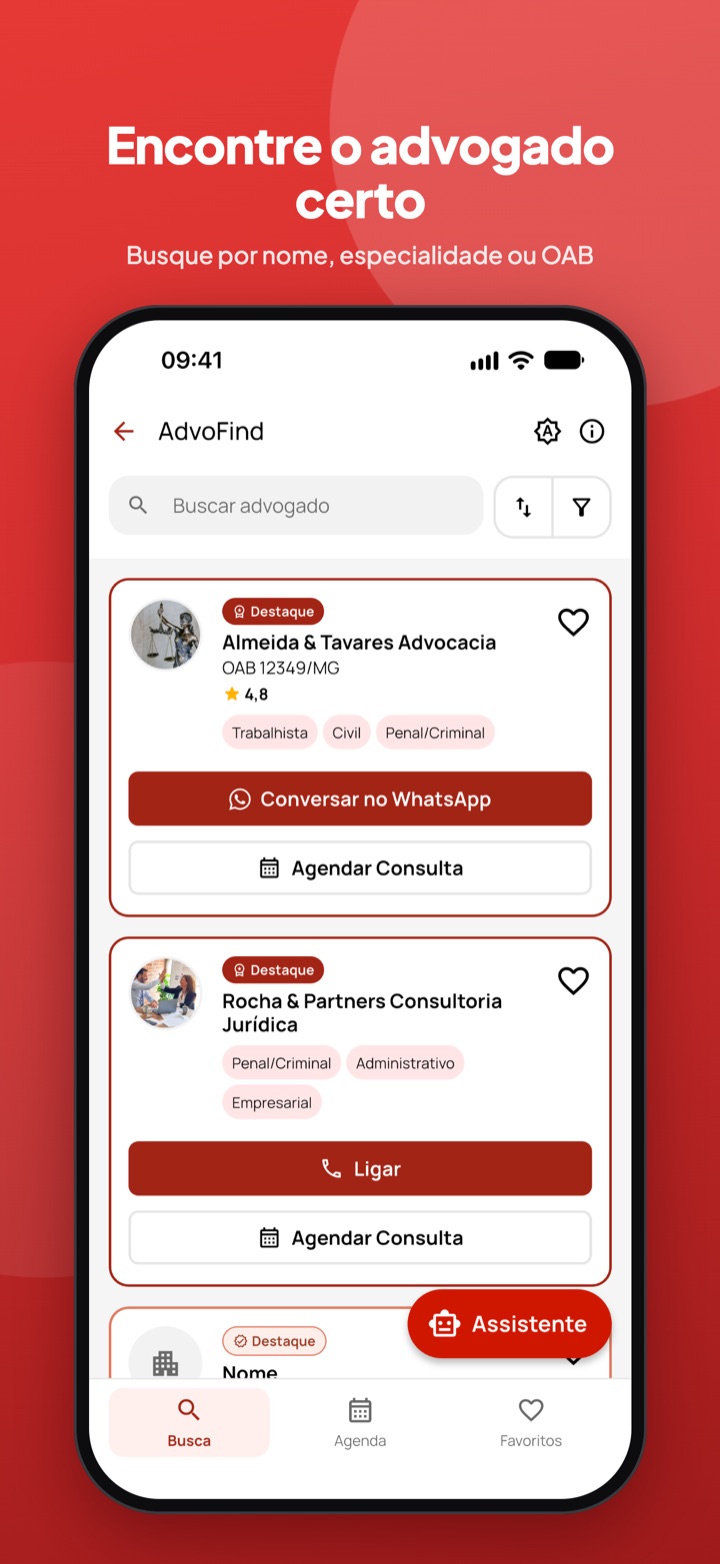 Encontre o advogado
certo
Busque por nome, especialidade ou OAB
09:41
AdvoFind
A
Buscar advogado
Destaque
Almeida & Tavares Advocacia
OAB 12349/MG
4,8
Trabalhista Civil Penal/Criminal
Conversar no WhatsApp
Agendar Consulta
Destaque
Rocha & Partners Consultoria
Jurídica
Penal/Criminal Administrativo
Empresarial
Ligar
Agendar Consulta
Destaque
Assistente
Nome
Busca Agenda Favoritos